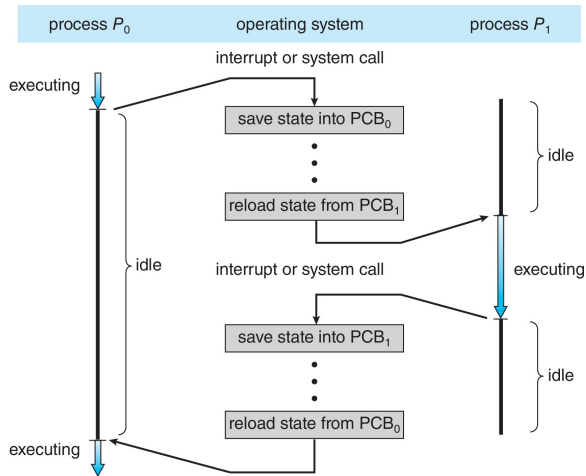 process P₀ operating system process P₁
interrupt or system call
executing
save state into PCB₀
idle
reload state from PCB₁
idle
interrupt or system call
executing
save state into PCB₁
idle
reload state from PCB₀
executing